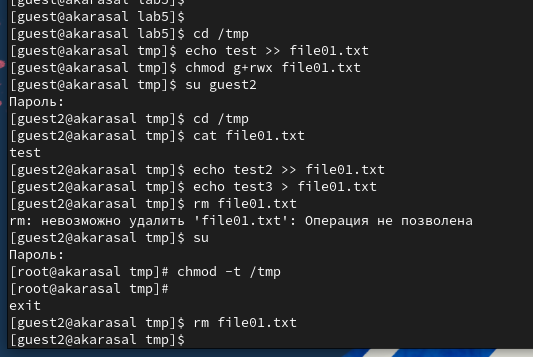 [guest@akarasal lab5]$
[guest@akarasal lab5]$
[guest@akarasal lab5]$ cd /tmp
[guest@akarasal tmp]$ echo test >> file01.txt
[guest@akarasal tmp]$ chmod g+rwx file01.txt
[guest@akarasal tmp]$ su guest2
Пароль:
[guest2@akarasal tmp]$ cd /tmp
[guest2@akarasal tmp]$ cat file01.txt
test
[guest2@akarasal tmp]$ echo test2 >> file01.txt
[guest2@akarasal tmp]$ echo test3 > file01.txt
[guest2@akarasal tmp]$ rm file01.txt
rm: невозможно удалить 'file01.txt': Операция не позволена
[guest2@akarasal tmp]$ su
Пароль:
[root@akarasal tmp]# chmod -t /tmp
[root@akarasal tmp]#
exit
[guest2@akarasal tmp]$ rm file01.txt
[guest2@akarasal tmp]$